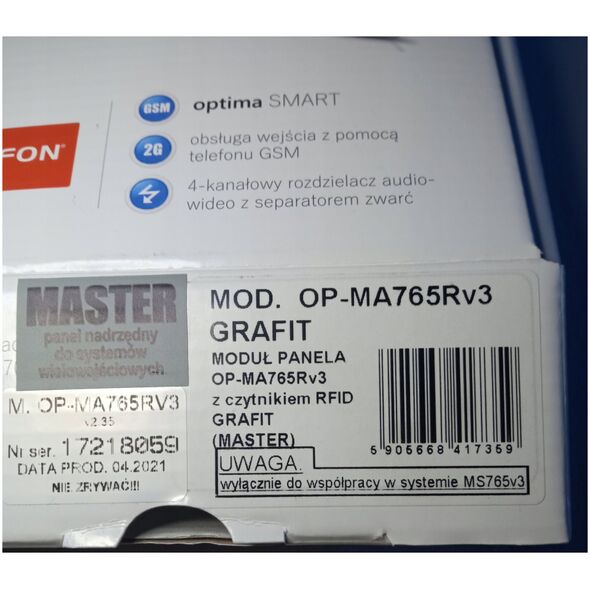 GSM optima SMART
2G obsługa wejścia z pomocą
telefonu GSM
4-kanałowy rozdzielacz audio-
wideo z separatorem zwarć
FON
MASTER
panel nadrzędny
do systemów
wielowejściowych
M. OP-MA765RV3
v2.35
Nr ser. 17218059
DATA PROD. 04.2021
NIE ZRYWAĆ!!!
MOD. OP-MA765Rv3
GRAFIT
MODUŁ PANELA
OP-MA765Rv3
z czytnikiem RFID
GRAFIT
(MASTER)
5 905668 417359
UWAGA.
wyłącznie do współpracy w systemie MS765v3